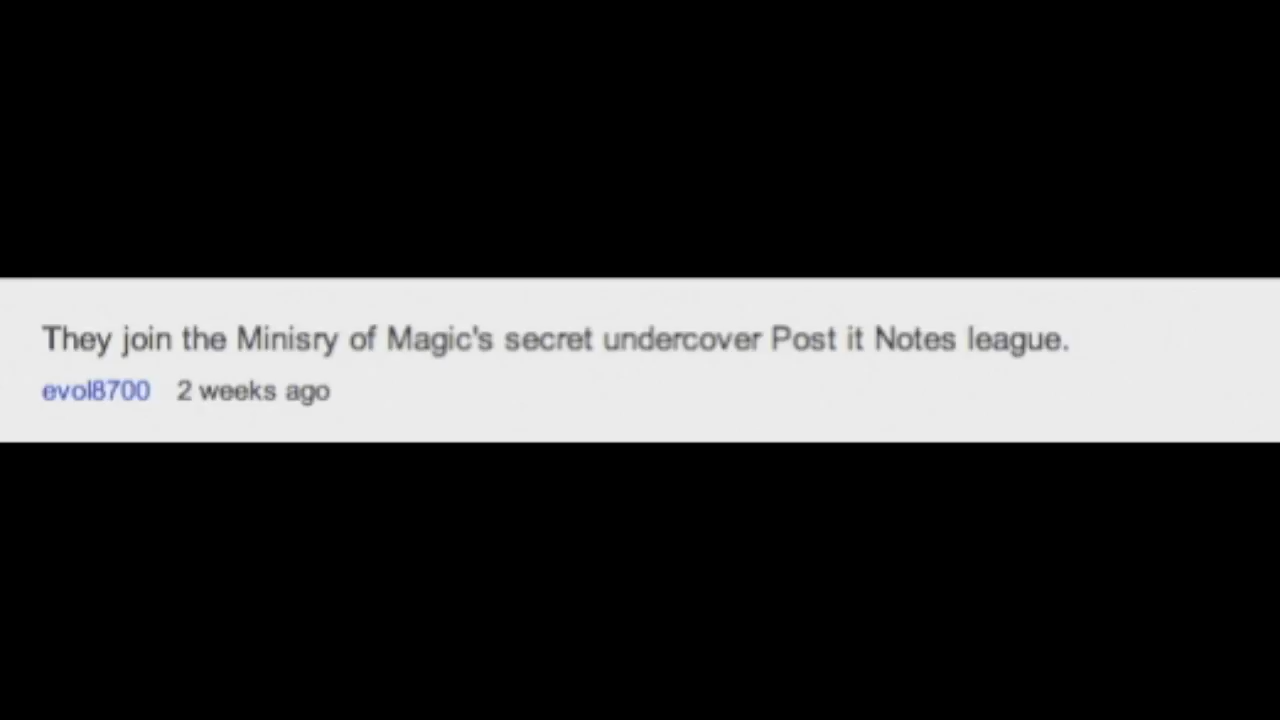 They join the Minisry of Magic's secret undercover Post it Notes league.
evol8700 2 weeks ago